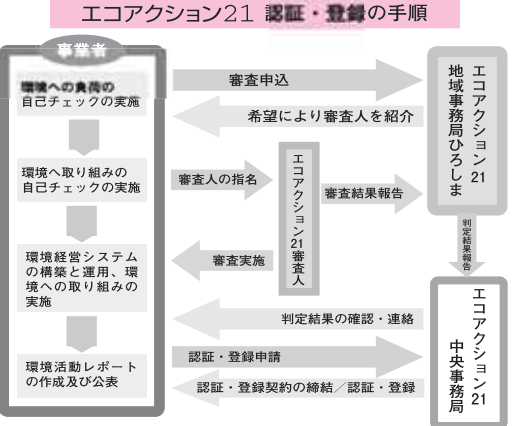 エコアクション21 認証・登録の手順
事業者
環境への負荷の
自己チェックの実施
環境へ取り組みの
自己チェックの実施
環境経営システム
の構築と運用、環
境への取り組みの
実施
環境活動レポート
の作成及び公表
審査申込
希望により審査人を紹介
審査人の指名
エコアクション21審査人
審査結果報告
審査実施
エコアクション21
地域事務局ひろしま
判定結果報告
判定結果の確認・連絡
認証・登録申請
認証・登録契約の締結／認証・登録
エコアクション21
中央事務局